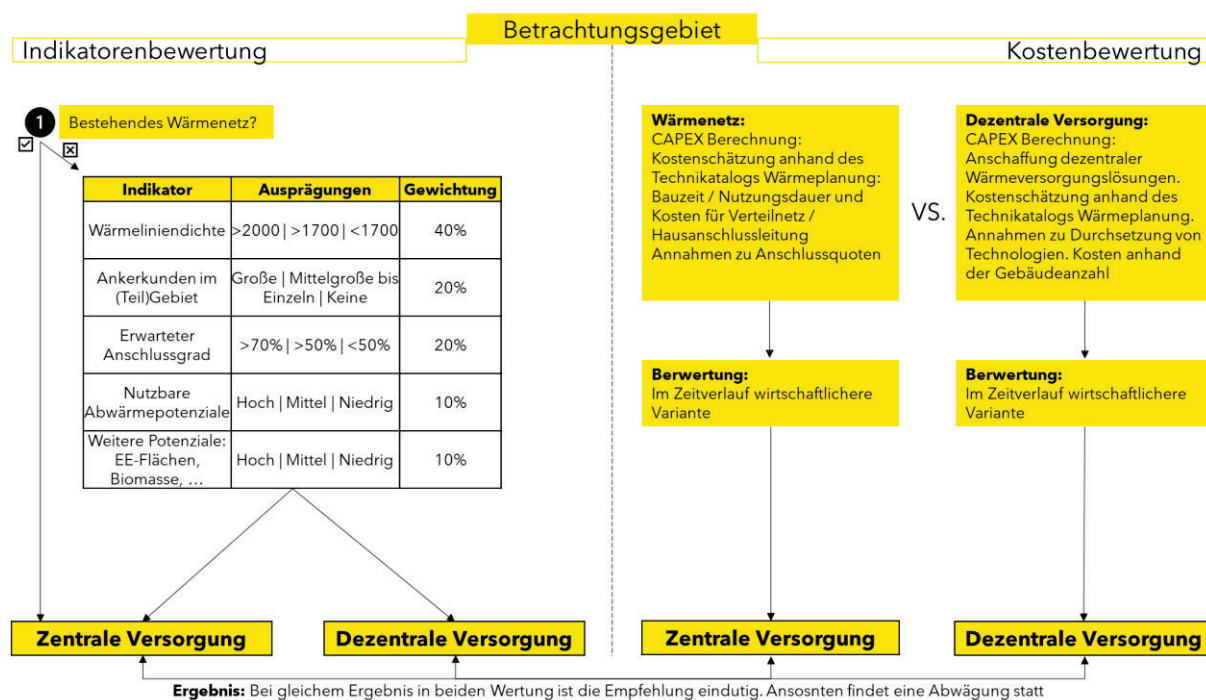 Betrachtungsgebiet
Indikatorenbewertung
Kostenbewertung
1 Bestehendes Wärmenetz?
Indikator Ausprägungen Gewichtung
Wärmeliniendichte >2000 | >1700 | <1700 40%
Ankerkunden im
(Teil)Gebiet
Große | Mittelgroße bis
Einzeln | Keine
20%
Erwarteter
Anschlussgrad
>70% | >50% | <50% 20%
Nutzbare
Abwärmepotenziale
Hoch | Mittel | Niedrig 10%
Weitere Potenziale:
EE-Flächen,
Biomasse, …
Hoch | Mittel | Niedrig 10%
Wärmenetz:
CAPEX Berechnung:
Kostenschätzung anhand des
Technikatalogs Wärmeplanung:
Bauzeit / Nutzungsdauer und
Kosten für Verteilnetz /
Hausanschlussleitung
Annahmen zu Anschlussquoten
VS.
Dezentrale Versorgung:
CAPEX Berechnung:
Anschaffung dezentraler
Wärmeversorgungslösungen.
Kostenschätzung anhand des
Technikatalogs Wärmeplanung.
Annahmen zu Durchsetzung von
Technologien. Kosten anhand
der Gebäudeanzahl
Berwertung:
Im Zeitverlauf wirtschaftlichere
Variante
Berwertung:
Im Zeitverlauf wirtschaftlichere
Variante
Zentrale Versorgung
Dezentrale Versorgung
Zentrale Versorgung
Dezentrale Versorgung
Ergebnis: Bei gleichem Ergebnis in beiden Wertung ist die Empfehlung eindutig. Ansosnten findet eine Abwägung statt